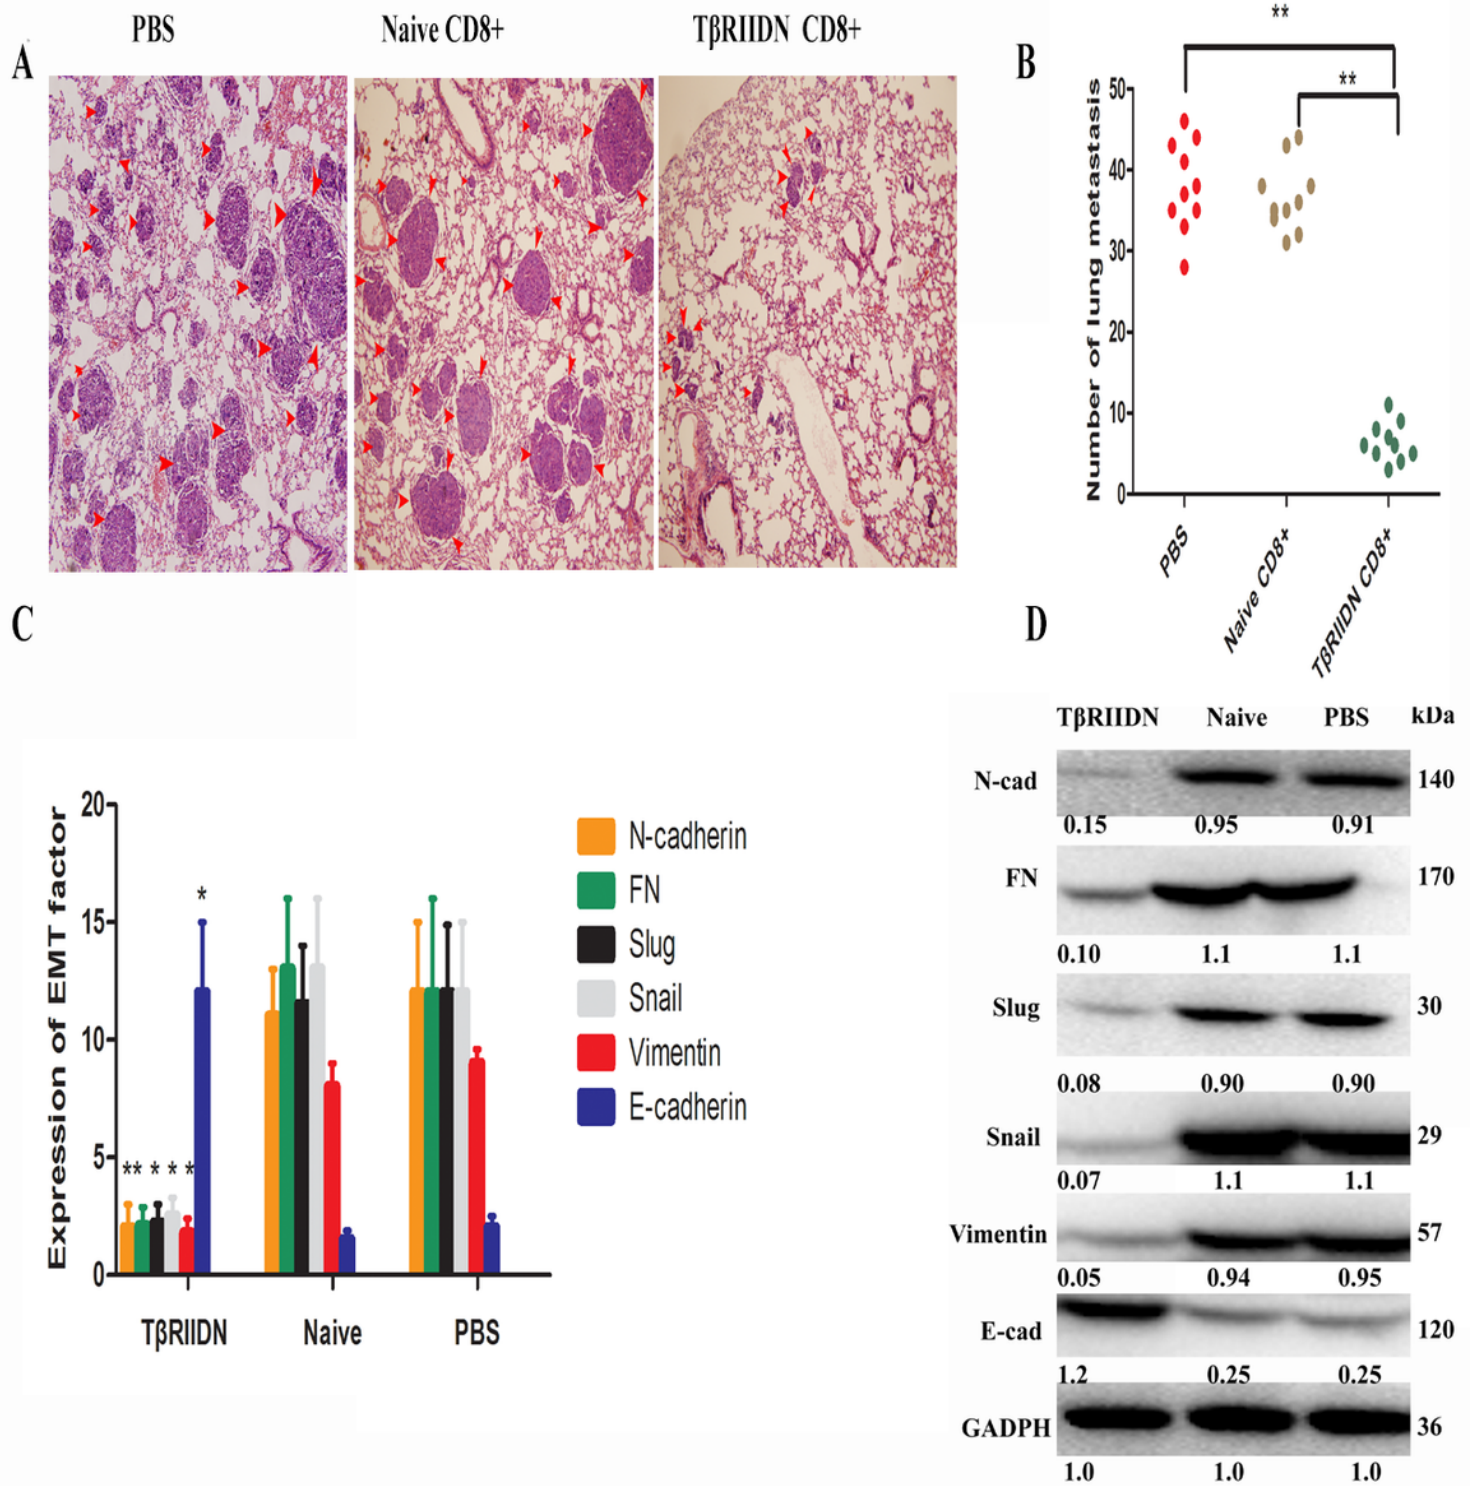 PBS Naive CD8+ TβRIIDN CD8+
A
B
**
**
Number of lung metastasis
50
40
30
20
10
0
PBS
Naive CD8+
TβRIIDN CD8+
C
Expression of EMT factor
20
15
10
5
0
*
** * * *
TβRIIDN Naive PBS
N-cadherin
FN
Slug
Snail
Vimentin
E-cadherin
D
TβRIIDN Naive PBS kDa
N-cad 140
0.15 0.95 0.91
FN 170
0.10 1.1 1.1
Slug 30
0.08 0.90 0.90
Snail 29
0.07 1.1 1.1
Vimentin 57
0.05 0.94 0.95
E-cad 120
1.2 0.25 0.25
GADPH 36
1.0 1.0 1.0